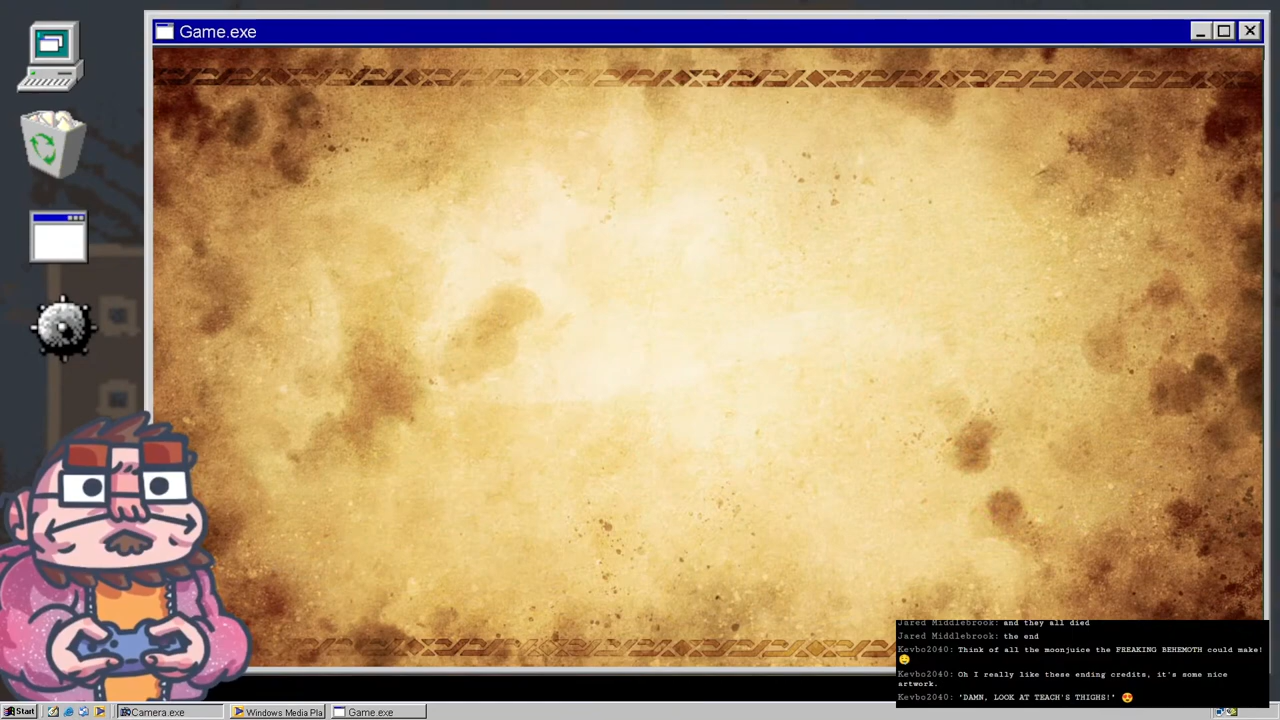 Game.exe
Jared Middlebrook: and they all died
Jared Middlebrook: the end
Kevbo2040: Think of all the moonjuice the FREAKING BEHEMOTH could make!
Kevbo2040: Oh I really like these ending credits, it's some nice
artwork.
Kevbo2040: 'DAMN, LOOK AT TEACH'S THIGHS!' 😍
Start
Camera.exe
Windows Media Pla
Game.exe